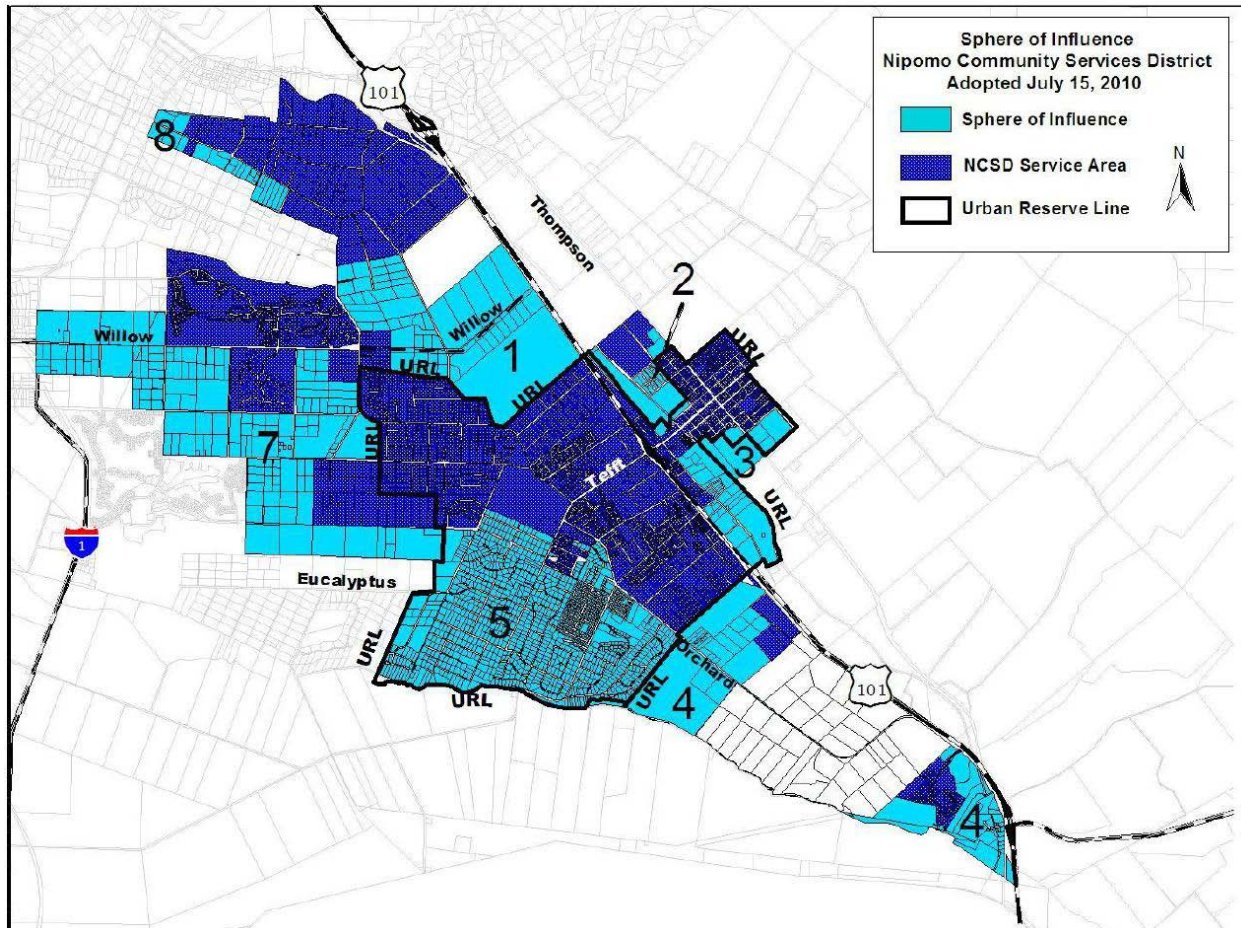 Sphere of Influence
Nipomo Community Services District
Adopted July 15, 2010
Sphere of Influence
NCSD Service Area
Urban Reserve Line
N
101
8
Thompson
2
Willow
Willow
1
URL
URL
URL
URL
7
3
Tefft
URL
1
Eucalyptus
5
URL
Orchard
URL
URL
4
101
4